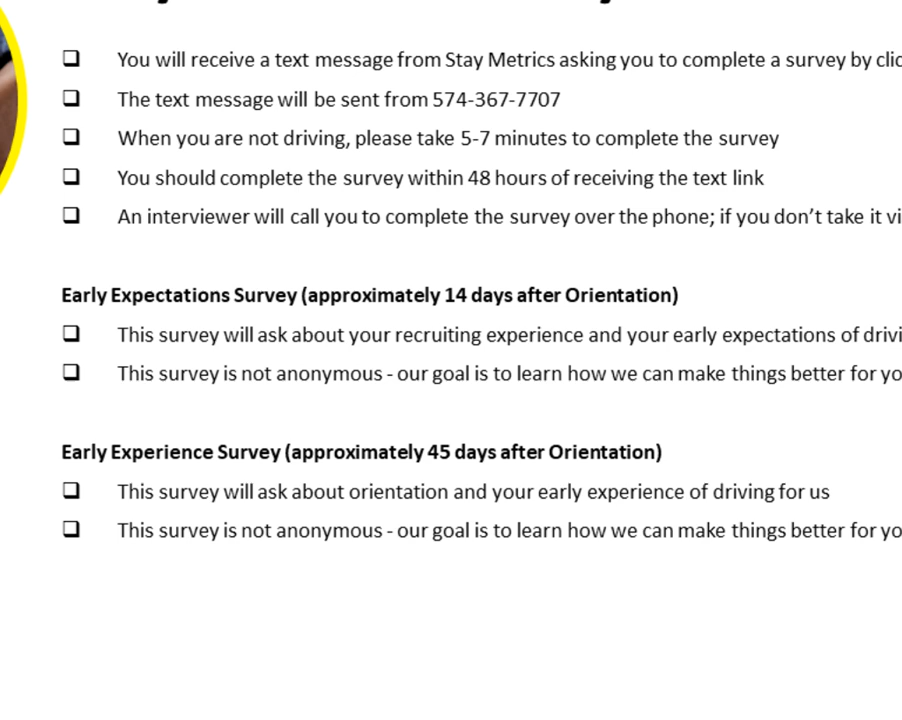 You will receive a text message from Stay Metrics asking you to complete a survey by
The text message will be sent from 574-367-7707
When you are not driving, please take 5-7 minutes to complete the survey
You should complete the survey within 48 hours of receiving the text link
An interviewer will call you to complete the survey over the phone; if you don’t take it
Early Expectations Survey (approximately 14 days after Orientation)
This survey will ask about your recruiting experience and your early expectations of
This survey is not anonymous - our goal is to learn how we can make things better for
Early Experience Survey (approximately 45 days after Orientation)
This survey will ask about orientation and your early experience of driving for us
This survey is not anonymous - our goal is to learn how we can make things better for